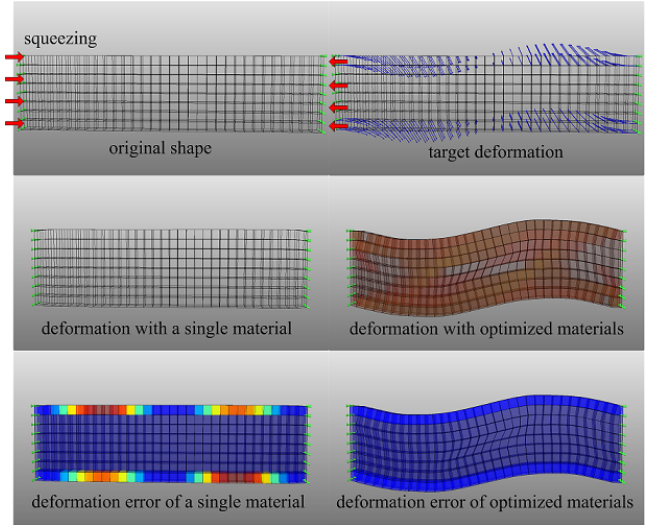 squeezing
original shape
target deformation
deformation with a single material
deformation with optimized materials
deformation error of a single material
deformation error of optimized materials